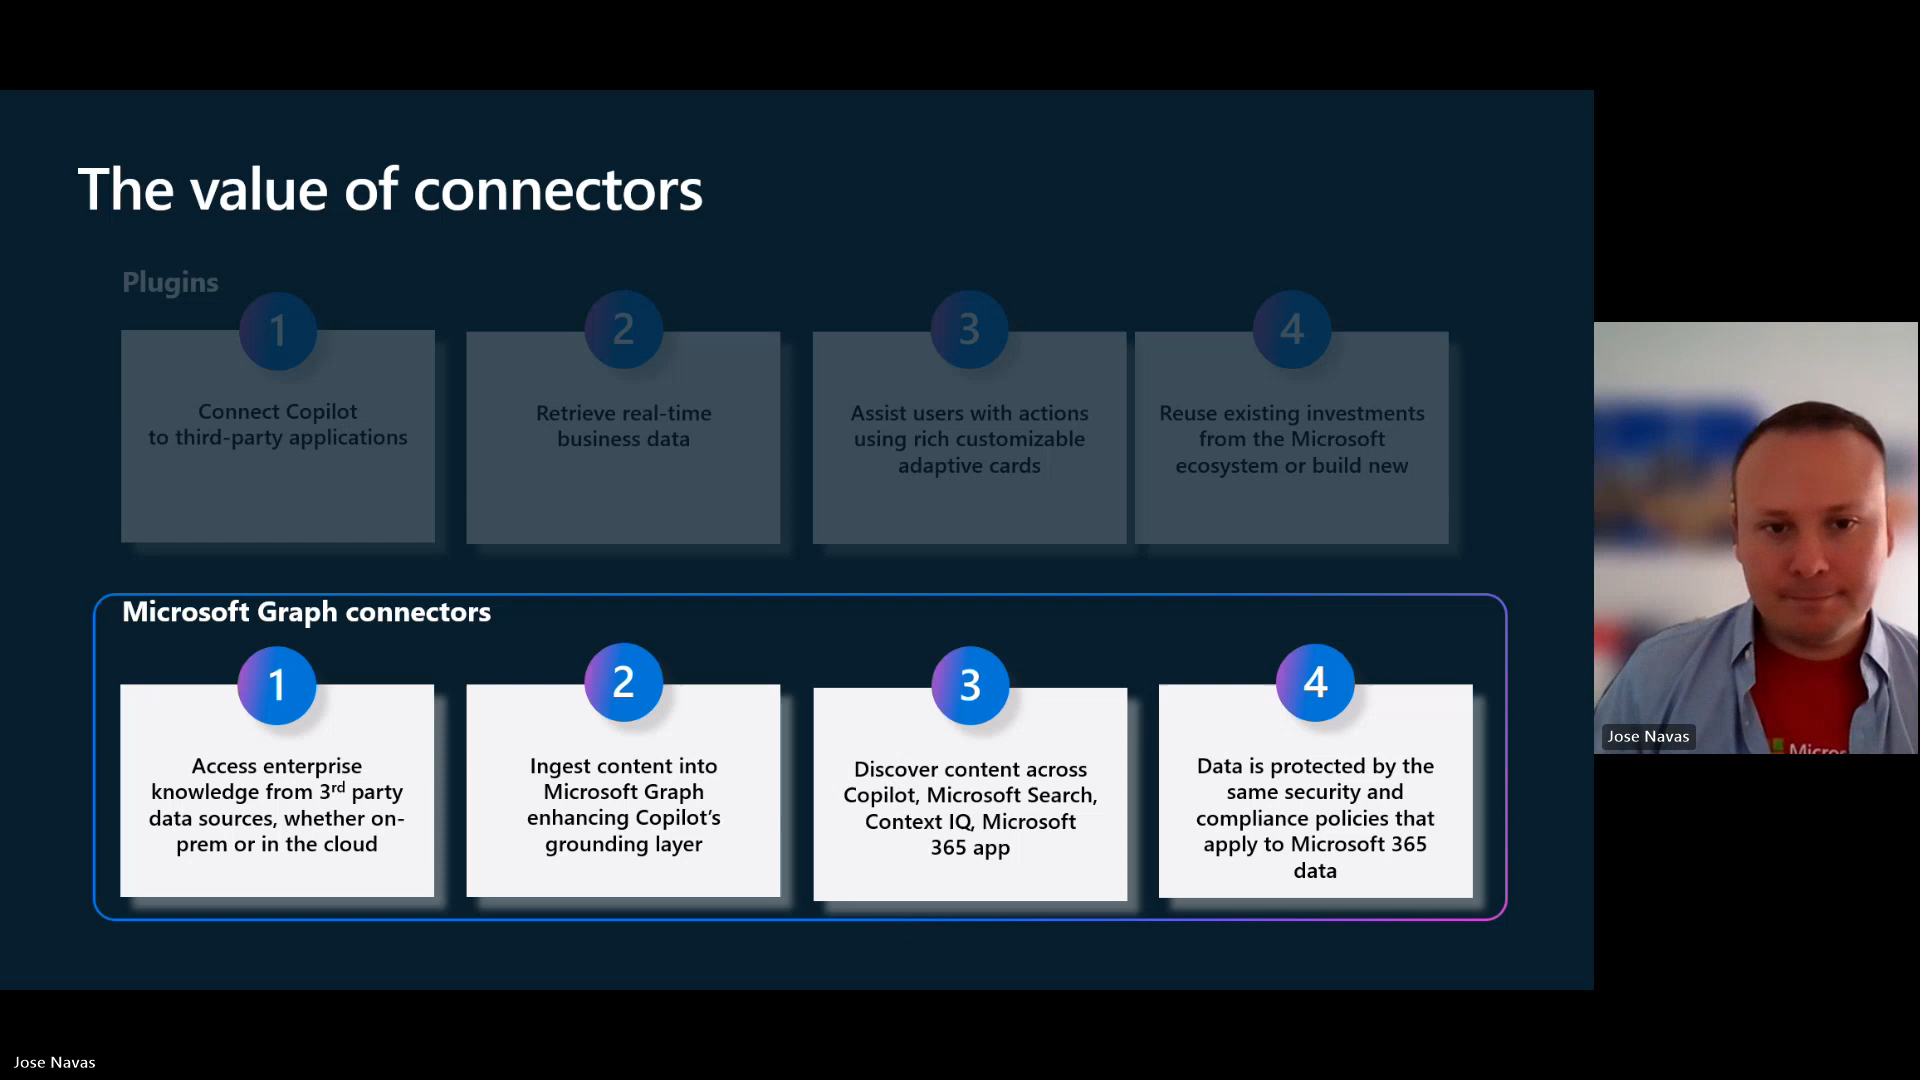 The value of connectors
Plugins
1
Connect Copilot
to third-party applications
2
Retrieve real-time
business data
3
Assist users with actions
using rich customizable
adaptive cards
4
Reuse existing investments
from the Microsoft
ecosystem or build new
Microsoft Graph connectors
1
Access enterprise
knowledge from 3rd party
data sources, whether on-
prem or in the cloud
2
Ingest content into
Microsoft Graph
enhancing Copilot’s
grounding layer
3
Discover content across
Copilot, Microsoft Search,
Context IQ, Microsoft
365 app
4
Data is protected by the
same security and
compliance policies that
apply to Microsoft 365
data
Jose Navas
Micros
Jose Navas